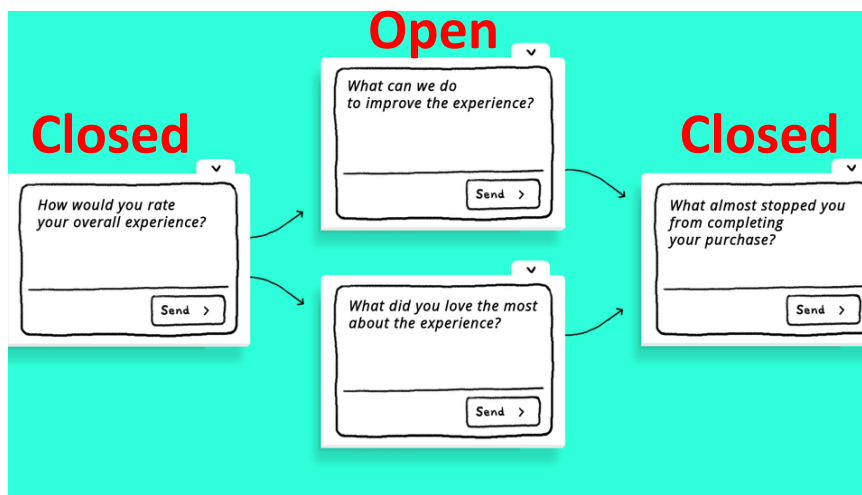 Open
Closed
Closed
How would you rate
your overall experience?
Send >
What can we do
to improve the experience?
Send >
What did you love the most
about the experience?
Send >
What almost stopped you
from completing
your purchase?
Send >